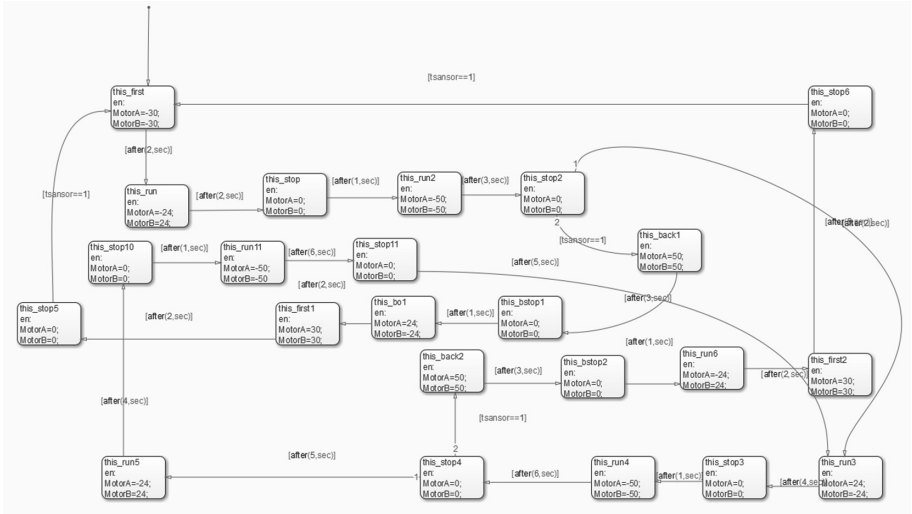 [tsansor==1]
this_first
en:
MotorA=-30;
MotorB=-30;
this_stop6
en:
MotorA=0;
MotorB=0;
[after(2,sec)]
[tsansor==1]
this_run
en:
MotorA=-24;
MotorB=24;
[after(2,sec)]
this_stop
en:
MotorA=0;
MotorB=0;
[after(1,sec)]
this_run2
en:
MotorA=-50;
MotorB=-50;
[after(3,sec)]
this_stop2
en:
MotorA=0;
MotorB=0;
1
2
[tsansor==1]
this_back1
en:
MotorA=50;
MotorB=50;
this_stop10
en:
MotorA=0;
MotorB=0;
[after(1,sec)]
this_run11
en:
MotorA=-50;
MotorB=-50
[after(6,sec)]
this_stop11
en:
MotorA=0;
MotorB=0;
[after(5,sec)]
[after(2,sec)]
[after(3,sec)]
this_stop5
en:
MotorA=0;
MotorB=0;
[after(2,sec)]
this_first1
en:
MotorA=30;
MotorB=30;
this_bo1
en:
MotorA=24;
MotorB=-24;
[after(1,sec)]
this_bstop1
en:
MotorA=0;
MotorB=0;
this_back2
en:
MotorA=50;
MotorB=50;
[after(3,sec)]
this_bstop2
en:
MotorA=0;
MotorB=0;
[after(1,sec)]
this_run6
en:
MotorA=-24;
MotorB=24;
[after(2,sec)]
this_first2
en:
MotorA=30;
MotorB=30;
[after(4,sec)]
[tsansor==1]
2
this_run5
en:
MotorA=-24;
MotorB=24;
[after(5,sec)]
1
this_stop4
en:
MotorA=0;
MotorB=0;
[after(6,sec)]
this_run4
en:
MotorA=-50;
MotorB=-50;
[after(1,sec)]
this_stop3
en:
MotorA=0;
MotorB=0;
[after(4,sec)]
this_run3
en:
MotorA=24;
MotorB=-24;